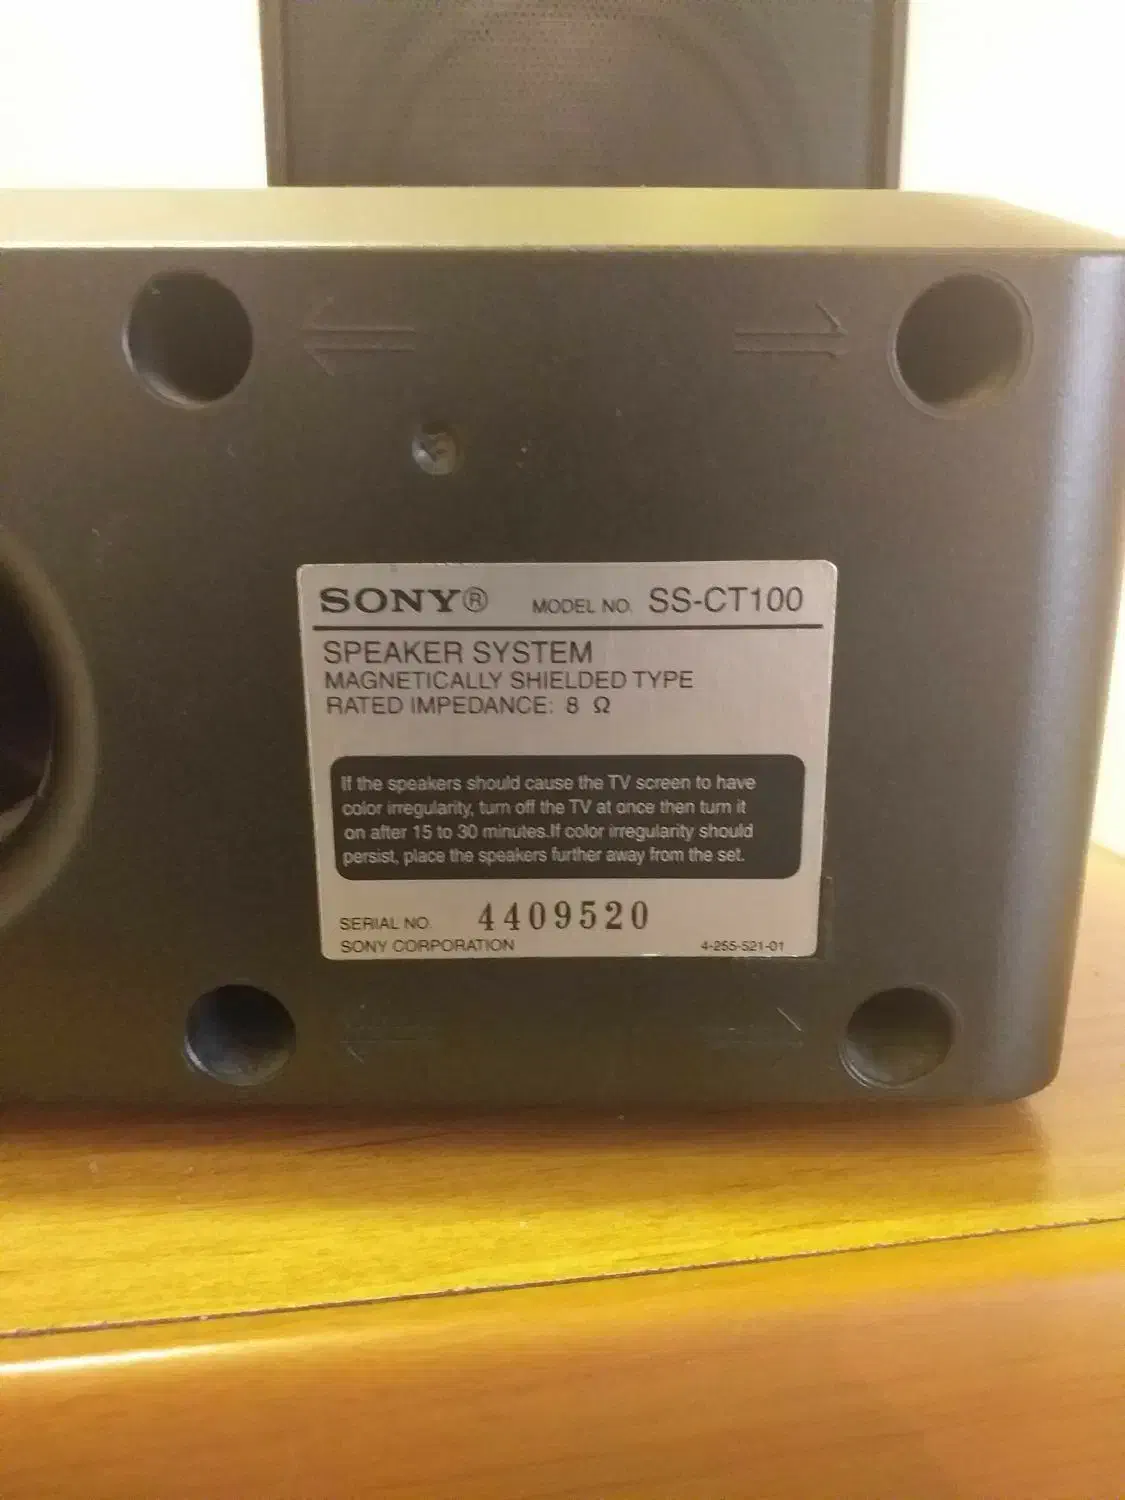 SONY® MODEL NO. SS-CT100
SPEAKER SYSTEM
MAGNETICALLY SHIELDED TYPE
RATED IMPEDANCE: 8 Ω
If the speakers should cause the TV screen to have
color irregularity, turn off the TV at once then turn it
on after 15 to 30 minutes.If color irregularity should
persist, place the speakers further away from the set.
SERIAL NO. 4409520
SONY CORPORATION 4-255-521-01